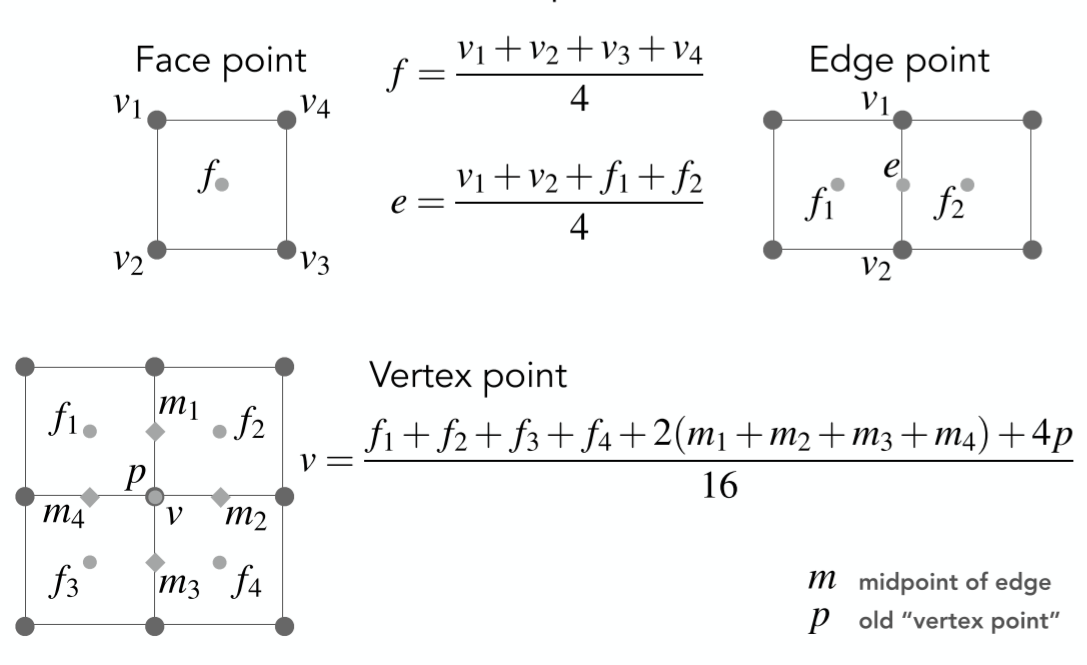 Face point
f = (v₁ + v₂ + v₃ + v₄) / 4
Edge point
v₁
v₄
f
v₂
v₃
e = (v₁ + v₂ + f₁ + f₂) / 4
v₁
e
f₁
f₂
v₂
Vertex point
f₁
m₁
f₂
p
m₄
v
m₂
f₃
m₃
f₄
v = (f₁ + f₂ + f₃ + f₄ + 2(m₁ + m₂ + m₃ + m₄) + 4p) / 16
m midpoint of edge
p old "vertex point"